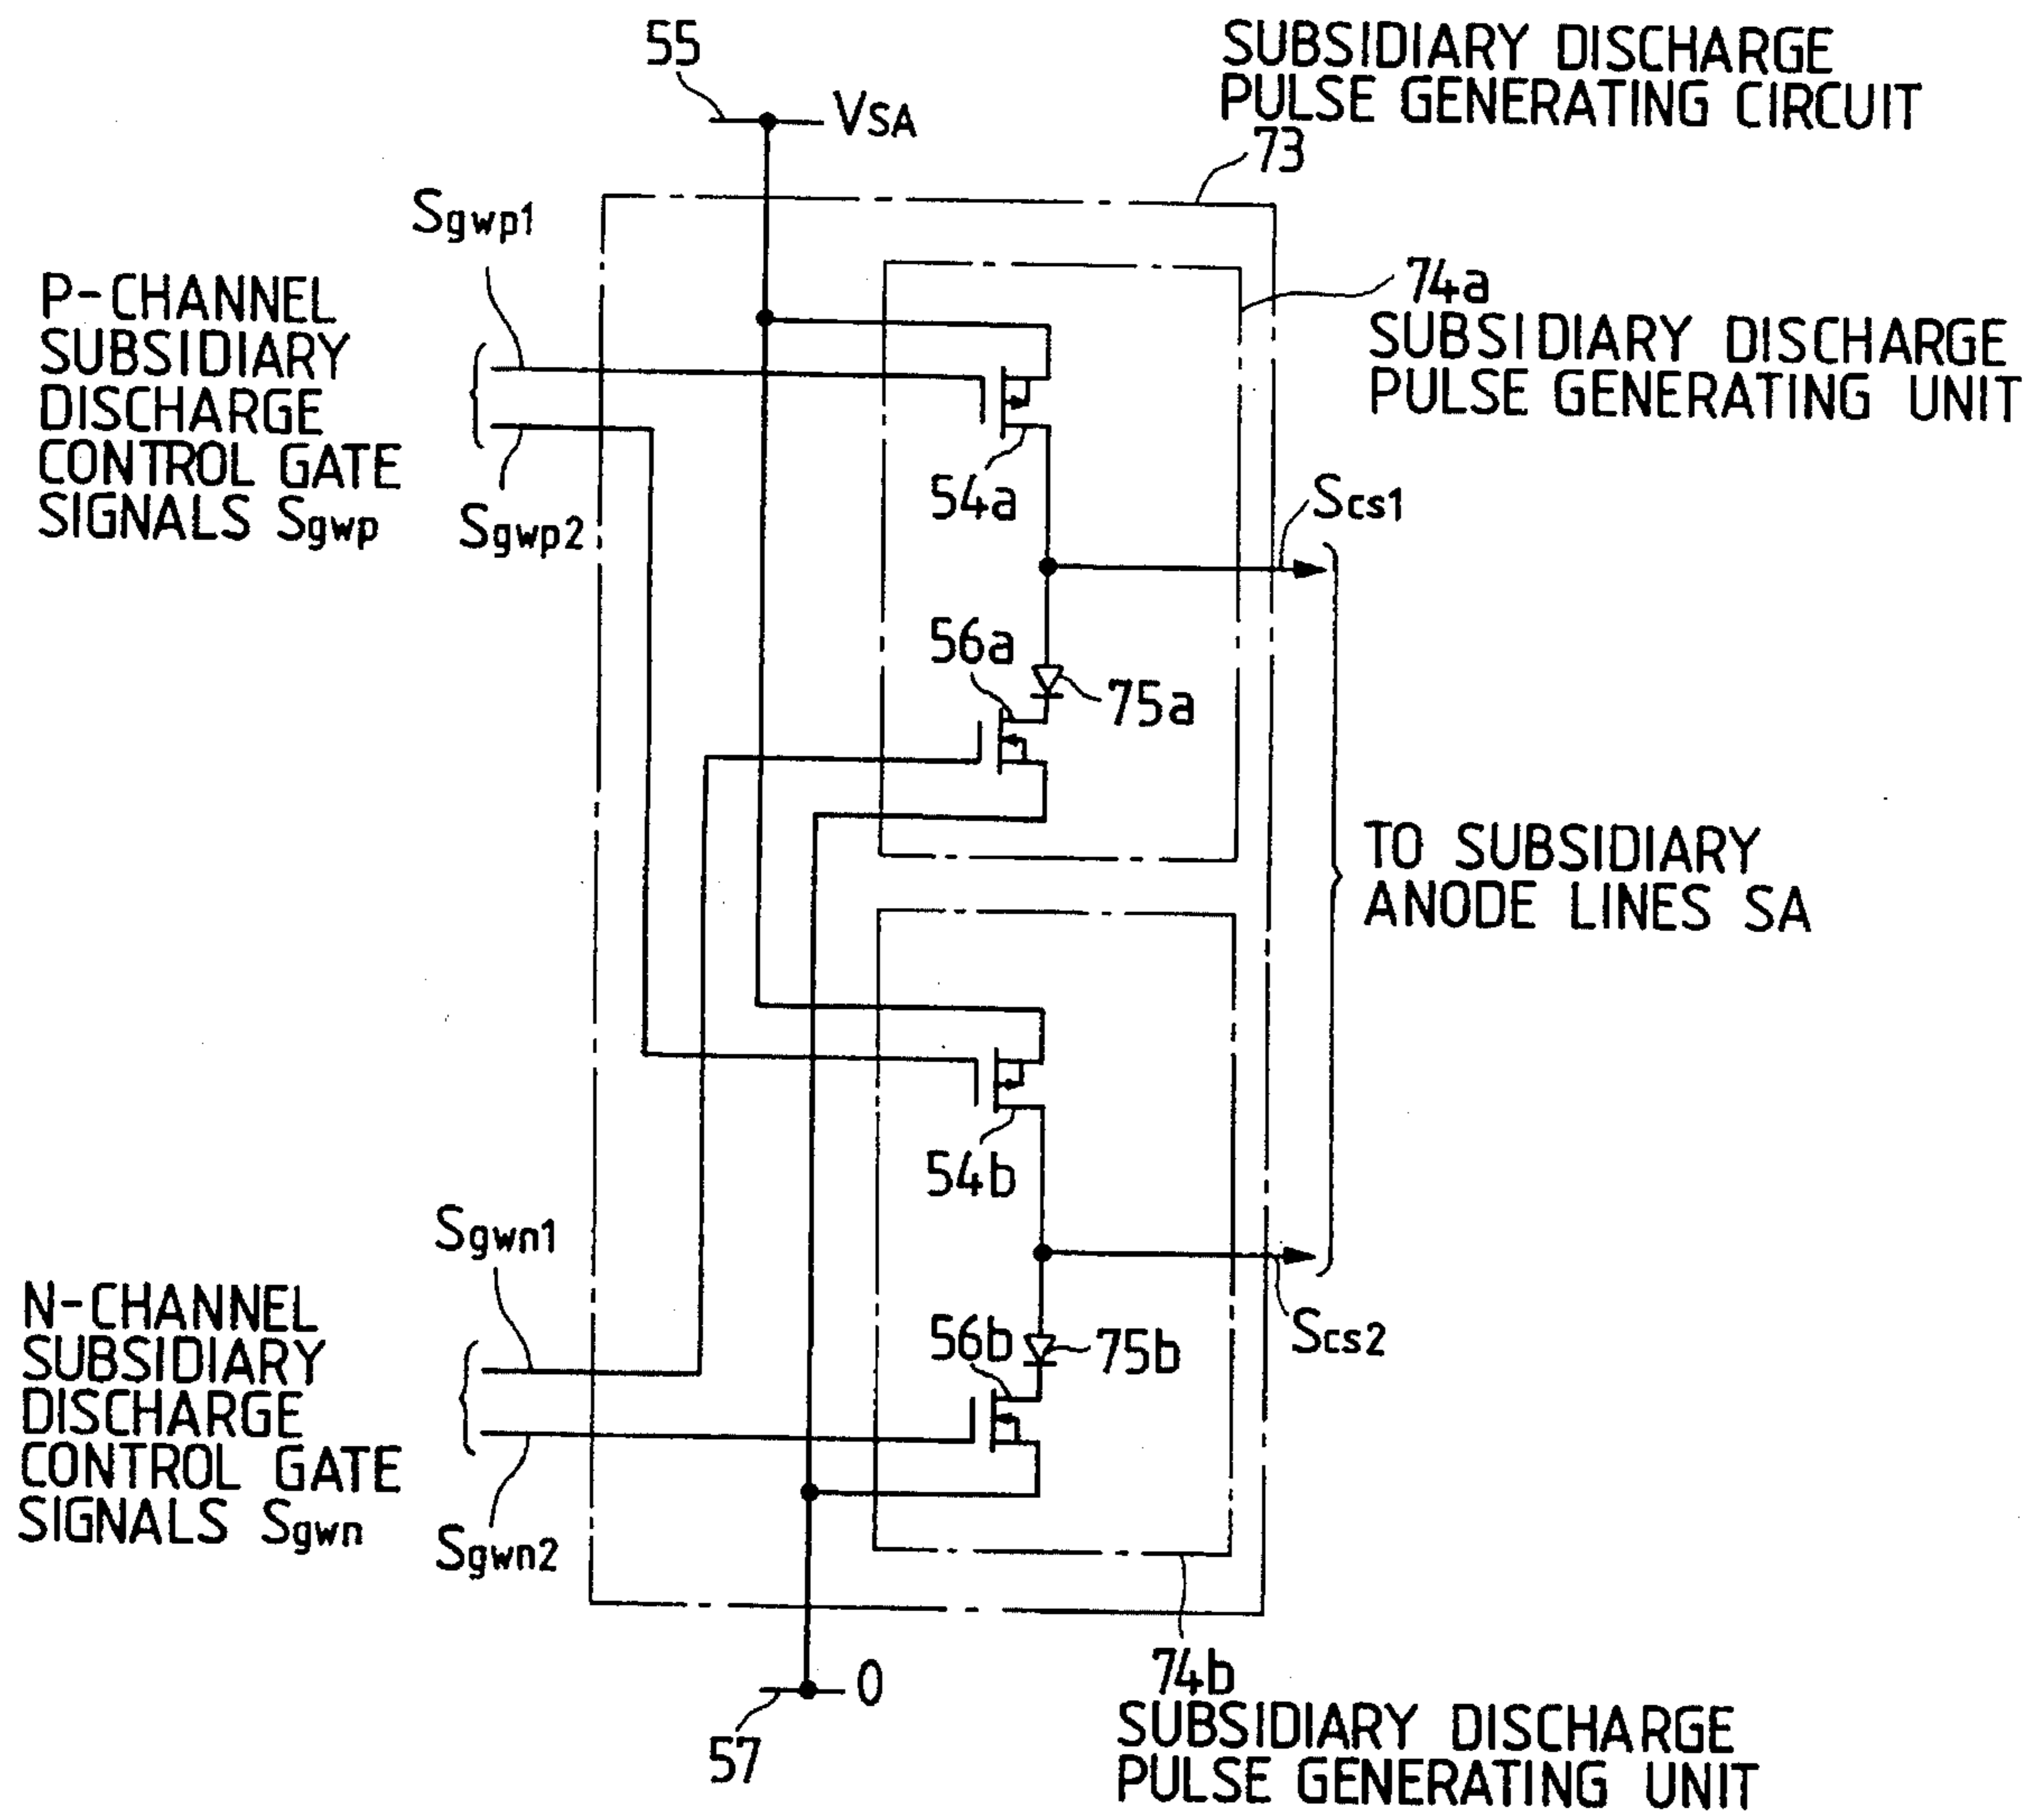 55
VSA
SUBSIDIARY DISCHARGE
PULSE GENERATING CIRCUIT
73
Sgwp1
P-CHANNEL
SUBSIDIARY
DISCHARGE
CONTROL GATE
SIGNALS Sgwp
Sgwp2
74a
SUBSIDIARY DISCHARGE
PULSE GENERATING UNIT
54a
Scs1
56a
75a
TO SUBSIDIARY
ANODE LINES SA
54b
Sgwn1
N-CHANNEL
SUBSIDIARY
DISCHARGE
CONTROL GATE
SIGNALS Sgwn
Sgwn2
56b
75b
Scs2
0
57
74b
SUBSIDIARY DISCHARGE
PULSE GENERATING UNIT